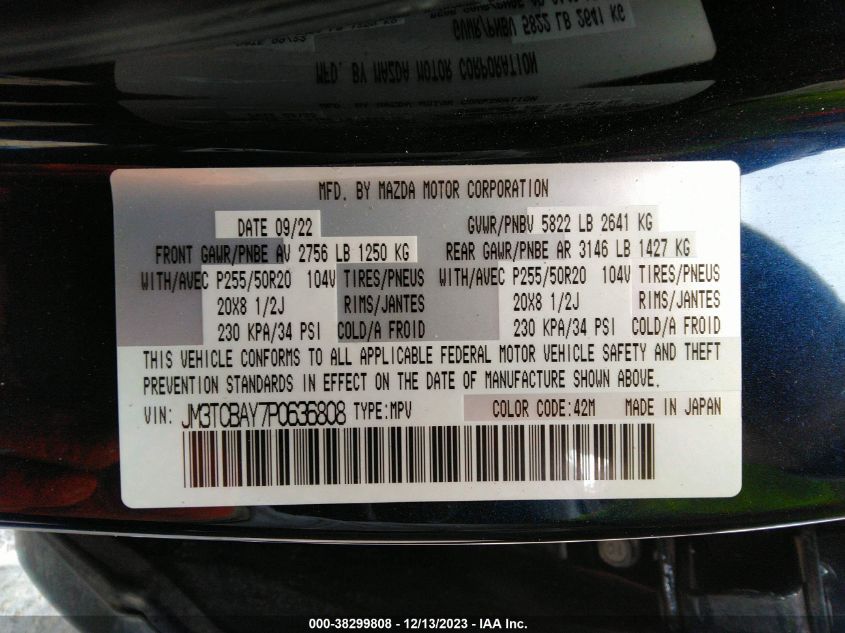 MFD. BY MAZDA MOTOR CORPORATION
DATE 09/22 GVWR/PNBV 5822 LB 2641 KG
FRONT GAWR/PNBE AV 2756 LB 1250 KG REAR GAWR/PNBE AR 3146 LB 1427 KG
WITH/AVEC P255/50R20 104V TIRES/PNEUS WITH/AVEC P255/50R20 104V TIRES/PNEUS
20X8 1/2J RIMS/JANTES 20X8 1/2J RIMS/JANTES
230 KPA/34 PSI COLD/A FROID 230 KPA/34 PSI COLD/A FROID
THIS VEHICLE CONFORMS TO ALL APPLICABLE FEDERAL MOTOR VEHICLE SAFETY AND THEFT
PREVENTION STANDARDS IN EFFECT ON THE DATE OF MANUFACTURE SHOWN ABOVE.
VIN: JM3TCBAY7P0636808 TYPE:MPV COLOR CODE:42M MADE IN JAPAN
000-38299808 - 12/13/2023 - IAA Inc.